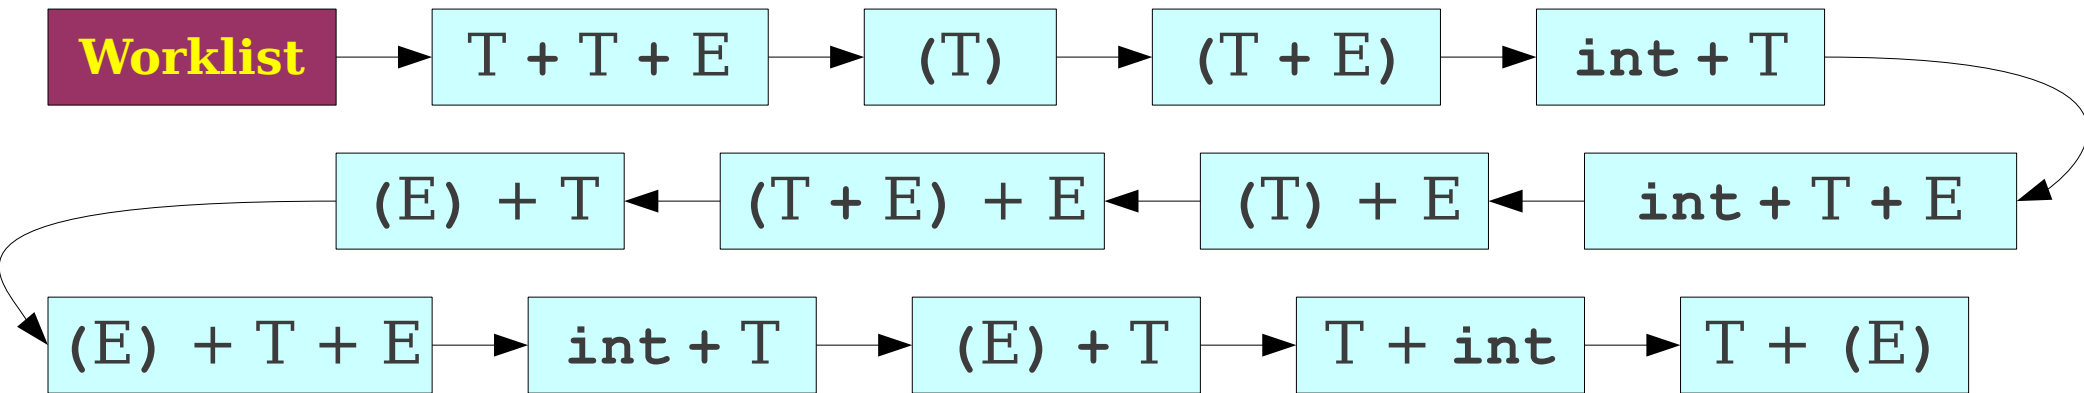 Worklist T + T + E (T) (T + E) int + T
(E) + T (T + E) + E (T) + E int + T + E
(E) + T + E int + T (E) + T T + int T + (E)